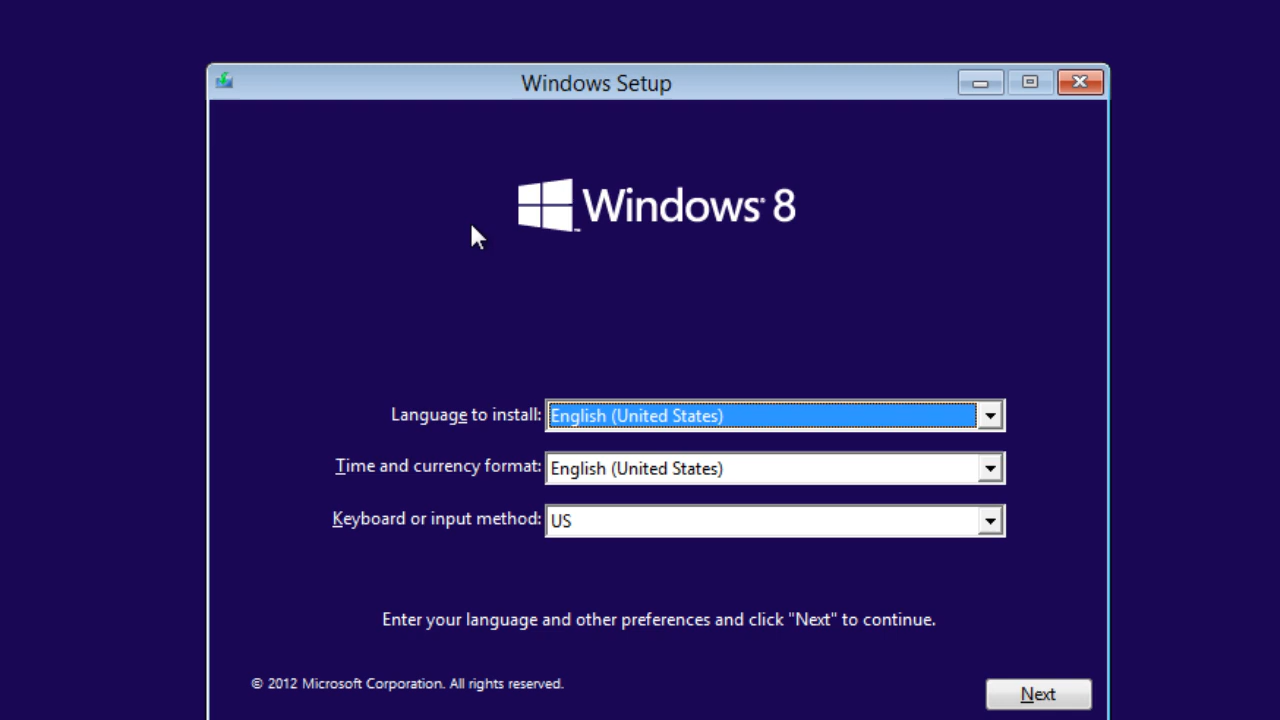 Windows Setup
Windows® 8
Language to install: English (United States)
Time and currency format: English (United States)
Keyboard or input method: US
Enter your language and other preferences and click "Next" to continue.
© 2012 Microsoft Corporation. All rights reserved.
Next